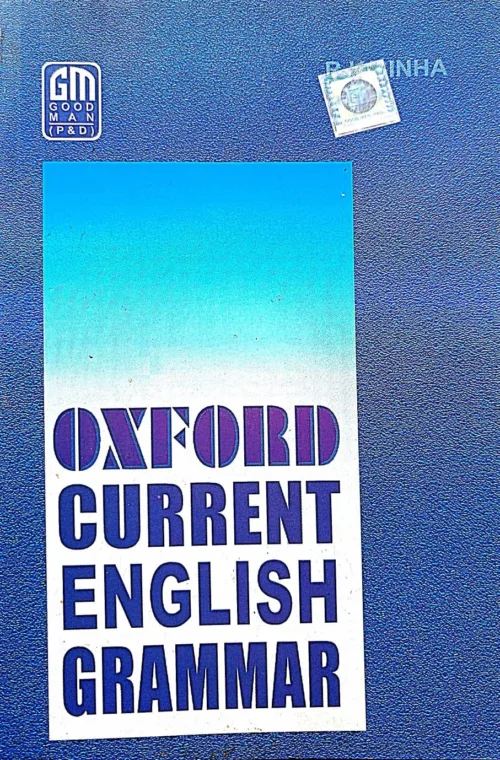 GM
GOOD
MAN
(P & D)
OXFORD
CURRENT
ENGLISH
GRAMMAR